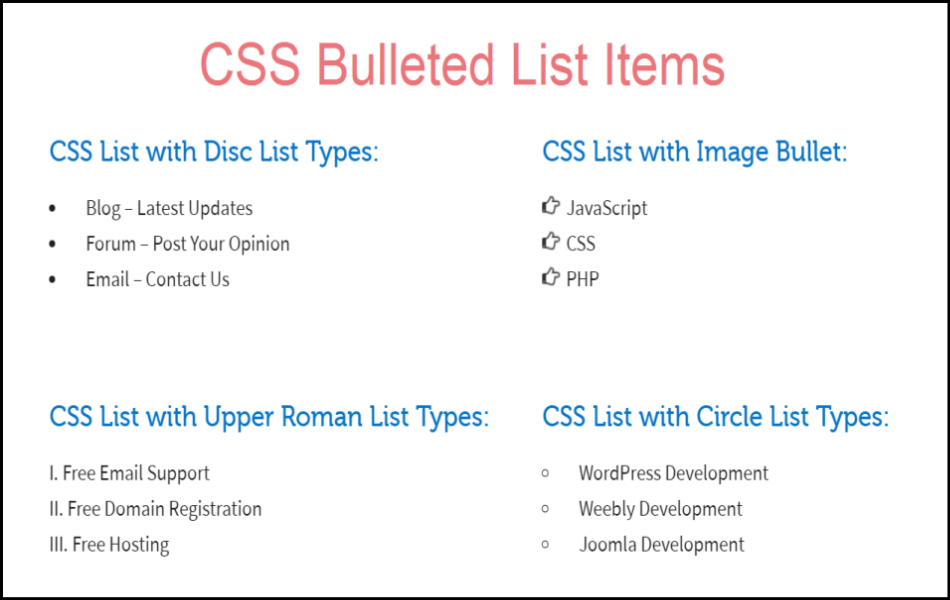 CSS Bulleted List Items
CSS List with Disc List Types:
• Blog – Latest Updates
• Forum – Post Your Opinion
• Email – Contact Us
CSS List with Image Bullet:
JavaScript
CSS
PHP
CSS List with Upper Roman List Types:
I. Free Email Support
II. Free Domain Registration
III. Free Hosting
CSS List with Circle List Types:
○ WordPress Development
○ Weebly Development
○ Joomla Development